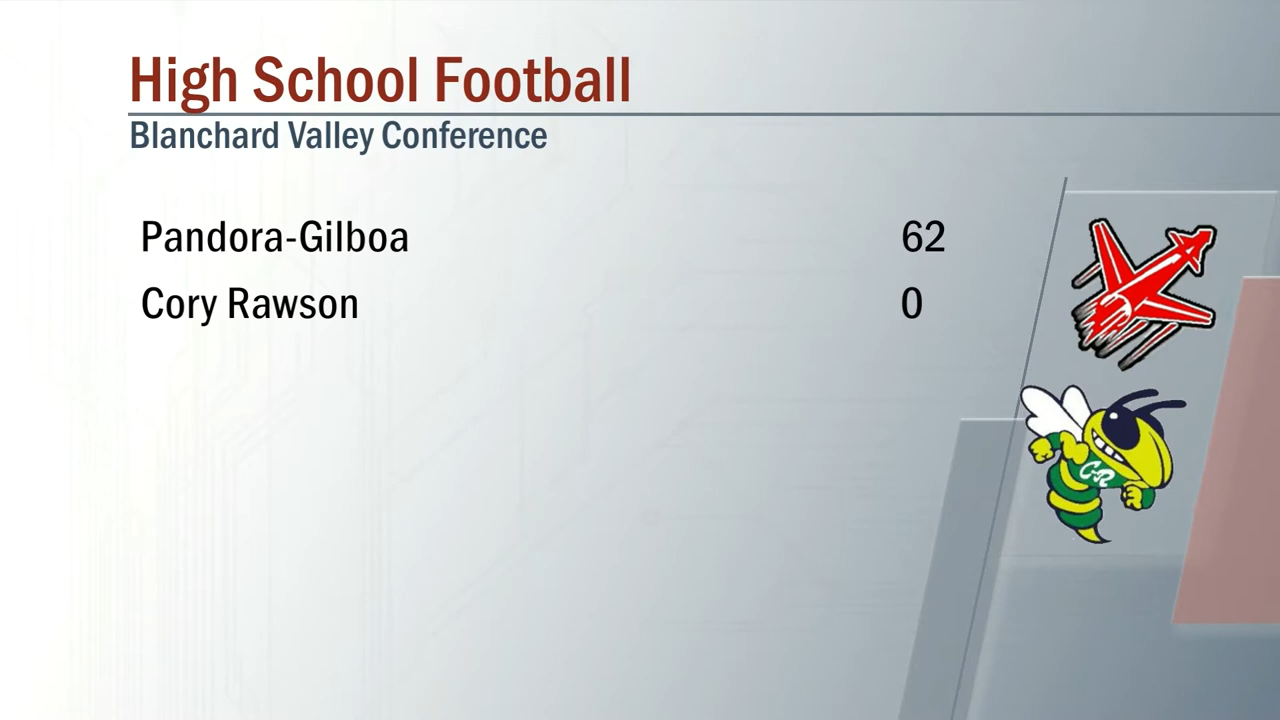 High School Football
Blanchard Valley Conference
Pandora-Gilboa 62
Cory Rawson 0
C-R